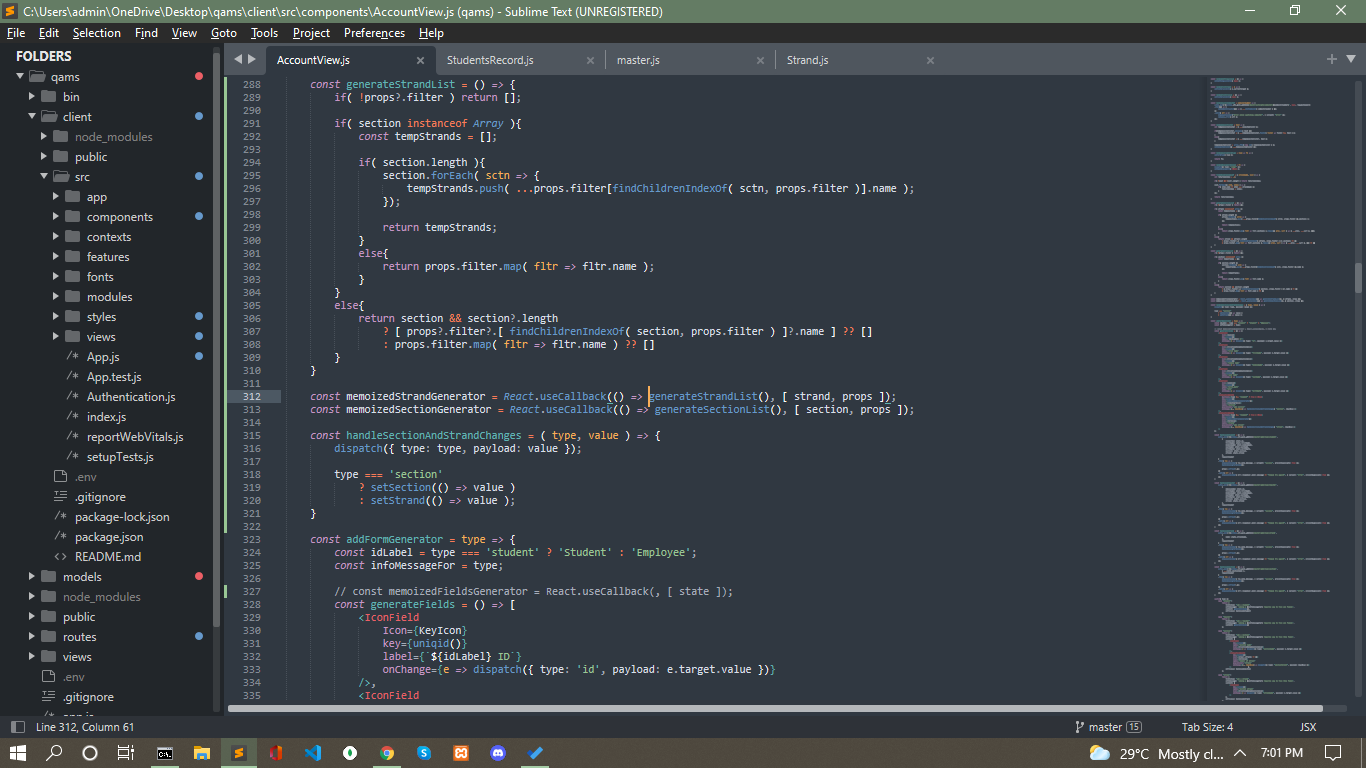 C:\Users\admin\OneDrive\Desktop\qams\client\src\components\AccountView.js (qams) - Sublime Text (UNREGISTERED)
File Edit Selection Find View Goto Tools Project Preferences Help
FOLDERS
qams
bin
client
node_modules
public
src
app
components
contexts
features
fonts
modules
styles
views
/* App.js
/* App.test.js
/* Authentication.js
/* index.js
/* reportWebVitals.js
/* setupTests.js
.env
.gitignore
/* package-lock.json
/* package.json
<> README.md
models
node_modules
public
routes
views
.env
.gitignore
AccountView.js × StudentsRecord.js × master.js × Strand.js ×
288 const generateStrandList = () => {
289 if( !props?.filter ) return [];
290
291 if( section instanceof Array ){
292 const tempStrands = [];
293
294 if( section.length ){
295 section.forEach( sctn => {
296 tempStrands.push( ...props.filter[findChildrenIndexOf( sctn, props.filter )].name );
297 });
298
299 return tempStrands;
300 }
301 else{
302 return props.filter.map( fltr => fltr.name );
303 }
304 }
305 else{
306 return section && section?.length
307 ? [ props?.filter?.[ findChildrenIndexOf( section, props.filter ) ]?.name ] ?? []
308 : props.filter.map( fltr => fltr.name ) ?? []
309 }
310 }
311
312 const memoizedStrandGenerator = React.useCallback(() => generateStrandList(), [ strand, props ]);
313 const memoizedSectionGenerator = React.useCallback(() => generateSectionList(), [ section, props ]);
314
315 const handleSectionAndStrandChanges = ( type, value ) => {
316 dispatch({ type: type, payload: value });
317
318 type === 'section'
319 ? setSection(() => value )
320 : setStrand(() => value );
321 }
322
323 const addFormGenerator = type => {
324 const idLabel = type === 'student' ? 'Student' : 'Employee';
325 const infoMessageFor = type;
326
327 // const memoizedFieldsGenerator = React.useCallback(, [ state ]);
328 const generateFields = () => [
329 <IconField
330 Icon={KeyIcon}
331 key={uniqid()}
332 label={`${idLabel} ID`}
333 onChange={e => dispatch({ type: 'id', payload: e.target.value })}
334 />,
335 <IconField
Line 312, Column 61 master 15 Tab Size: 4 JSX
29°C Mostly cl... 7:01 PM